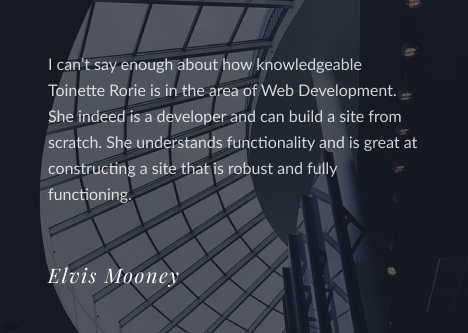 I can't say enough about how knowledgeable
Toinette Rorie is in the area of Web Development.
She indeed is a developer and can build a site from
scratch. She understands functionality and is great at
constructing a site that is robust and fully
functioning.
Elvis Mooney